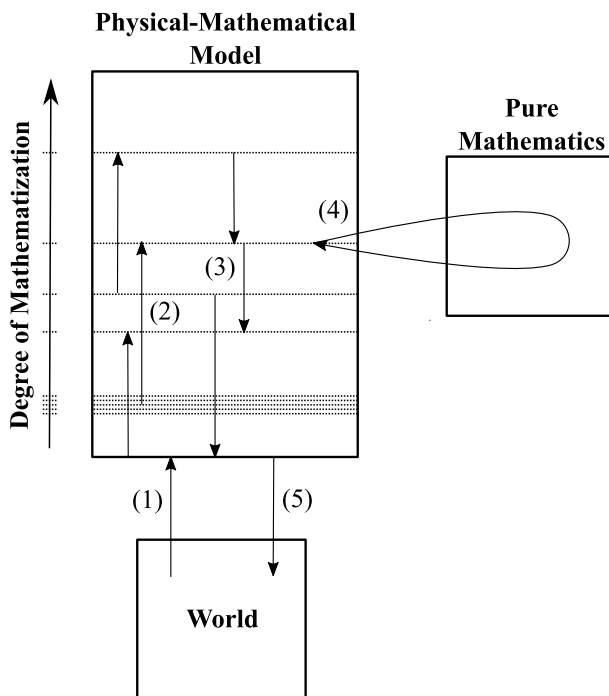 Physical-Mathematical
Model
Pure
Mathematics
Degree of Mathematization
(4)
(3)
(2)
(1)
(5)
World